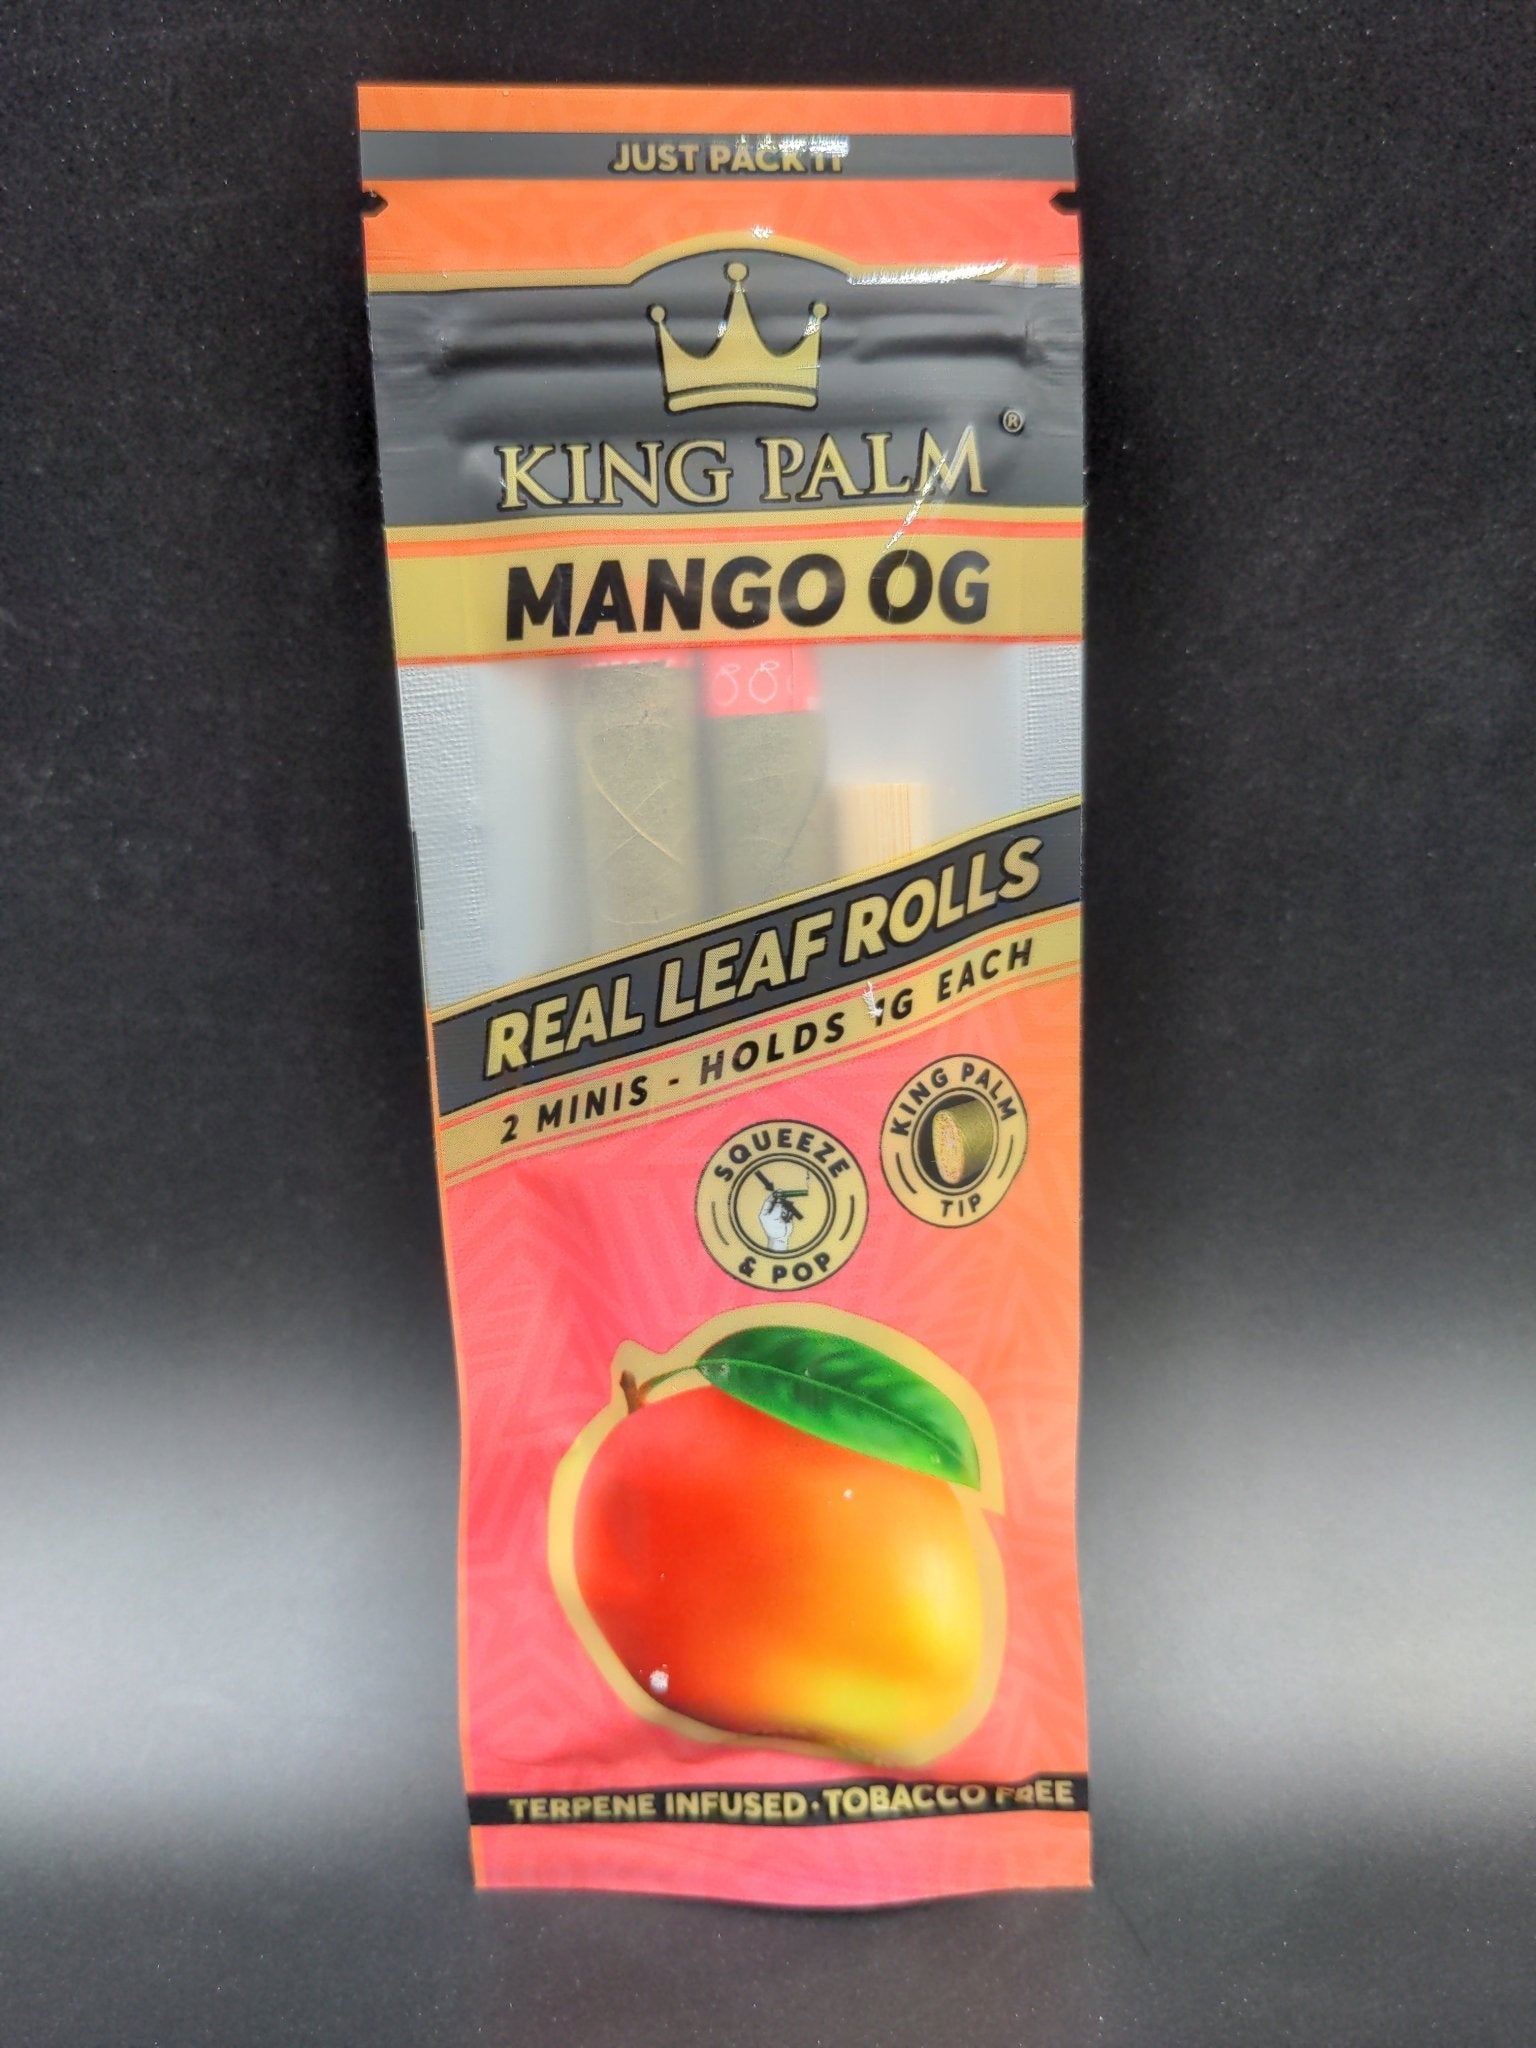 JUST PACK IT
KING PALM ®
MANGO OG
REAL LEAF ROLLS
2 MINIS - HOLDS 1G EACH
KING PALM
TIP
SQUEEZE
& POP
TERPENE INFUSED · TOBACCO FREE